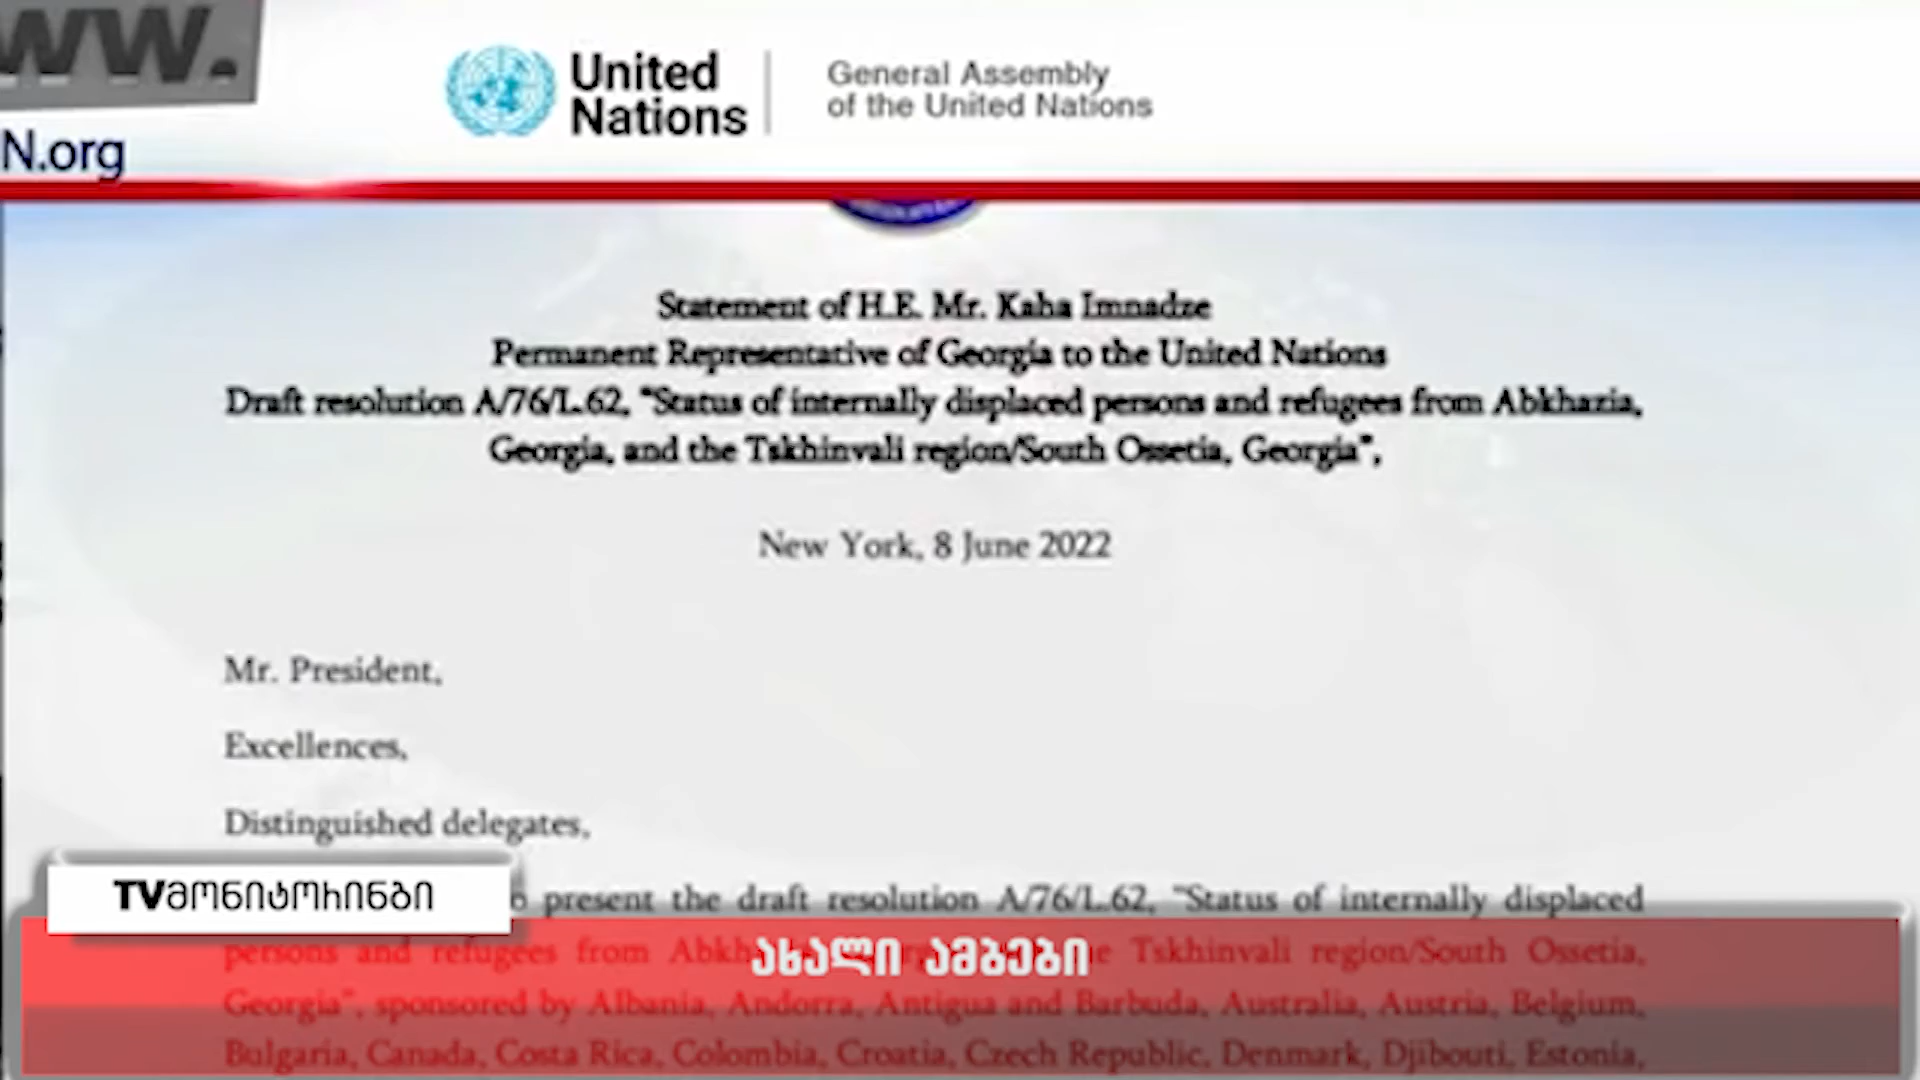 WW.
N.org
United
Nations
General Assembly
of the United Nations
Statement of H.E. Mr. Kaha Imnadze
Permanent Representative of Georgia to the United Nations
Draft resolution A/76/L.62, “Status of internally displaced persons and refugees from Abkhazia,
Georgia, and the Tskhinvali region/South Ossetia, Georgia”,
New York, 8 June 2022
Mr. President,
Excellences,
Distinguished delegates,
present the draft resolution A/76/L.62, “Status of internally displaced
persons and refugees from Tskhinvali region/South Ossetia,
Georgia”, sponsored by Albania, Andorra, Antigua and Barbuda, Australia, Austria, Belgium,
Bulgaria, Canada, Costa Rica, Colombia, Croatia, Czech Republic, Denmark, Djibouti, Estonia,
TVმონიტორინგი
ახალი ამბები